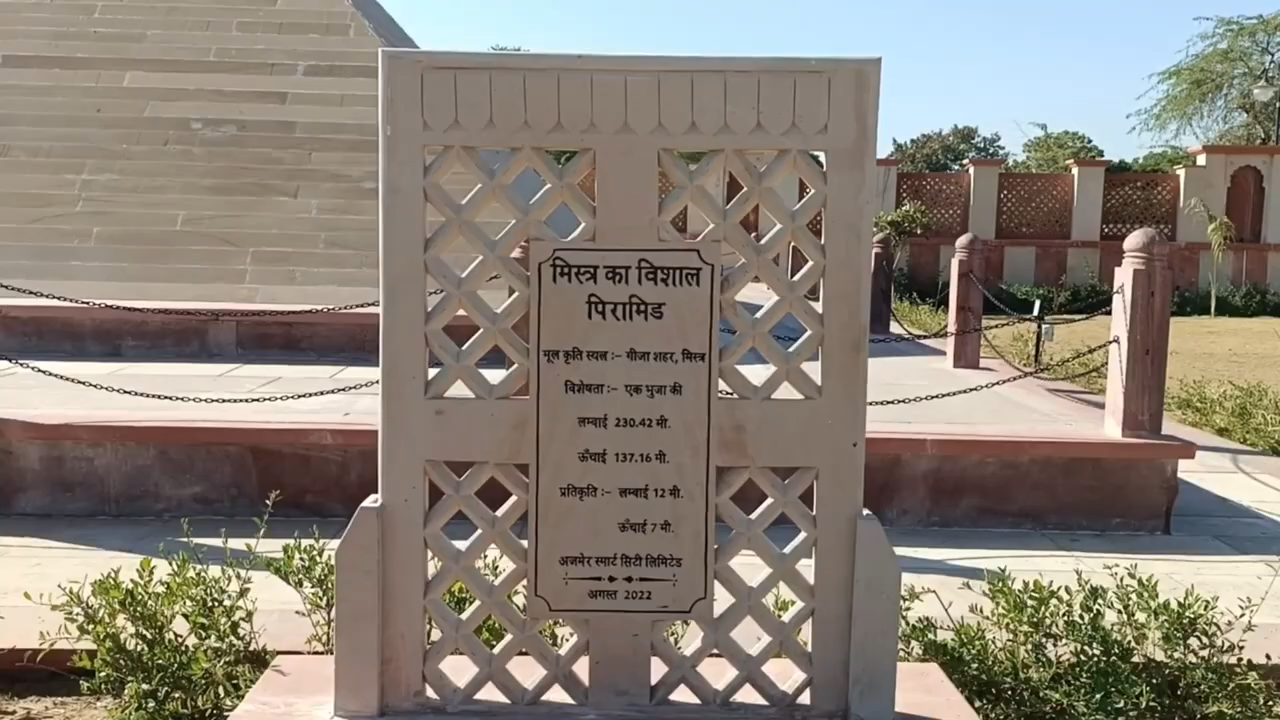 मिस्त्र का विशाल
पिरामिड
मूल कृति स्थल :– गीजा शहर, मिस्त्र
विशेषता :– एक भुजा की
लम्बाई 230.42 मी.
ऊँचाई 137.16 मी.
प्रतिकृति :– लम्बाई 12 मी.
ऊँचाई 7 मी.
अजमेर स्मार्ट सिटी लिमिटेड
अगस्त 2022